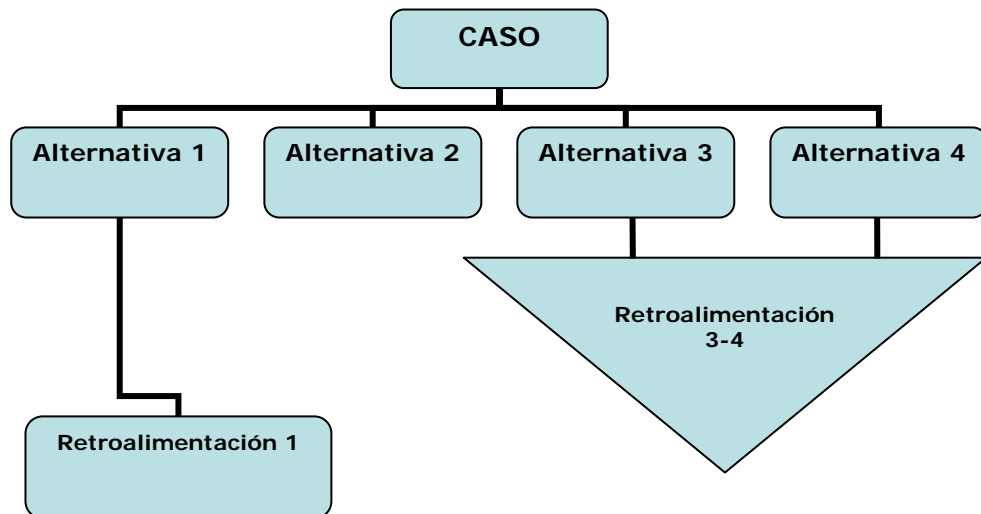 CASO
Alternativa 1
Alternativa 2
Alternativa 3
Alternativa 4
Retroalimentación
3-4
Retroalimentación 1